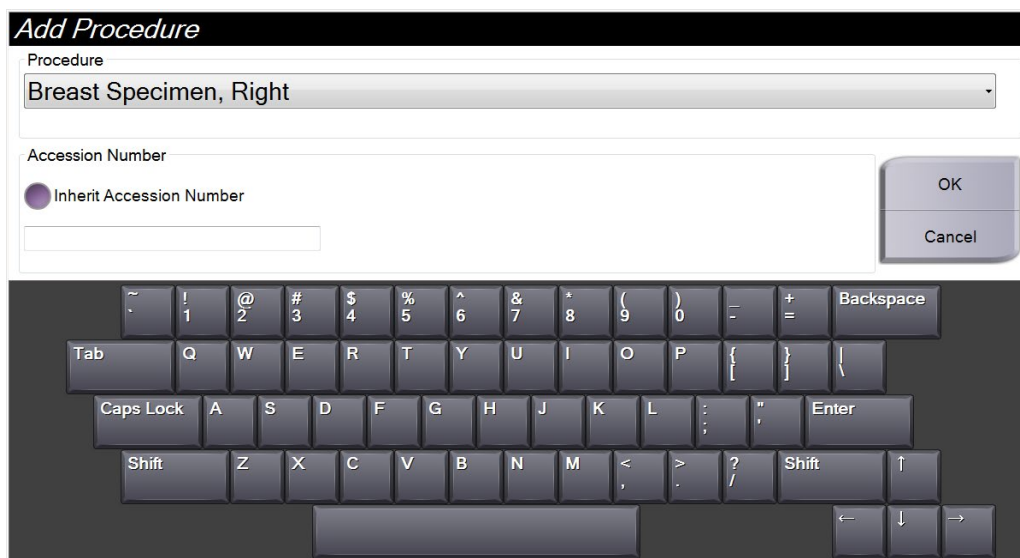 Add Procedure
Procedure
Breast Specimen, Right
Accession Number
Inherit Accession Number
OK
Cancel
~ ` ! 1 @ 2 # 3 $ 4 % 5 ^ 6 & 7 * 8 ( 9 ) 0 _ - + = Backspace
Tab Q W E R T Y U I O P { [ } ] | \
Caps Lock A S D F G H J K L : ; " ' Enter
Shift Z X C V B N M < , > . ? / Shift ↑
← ↓ →